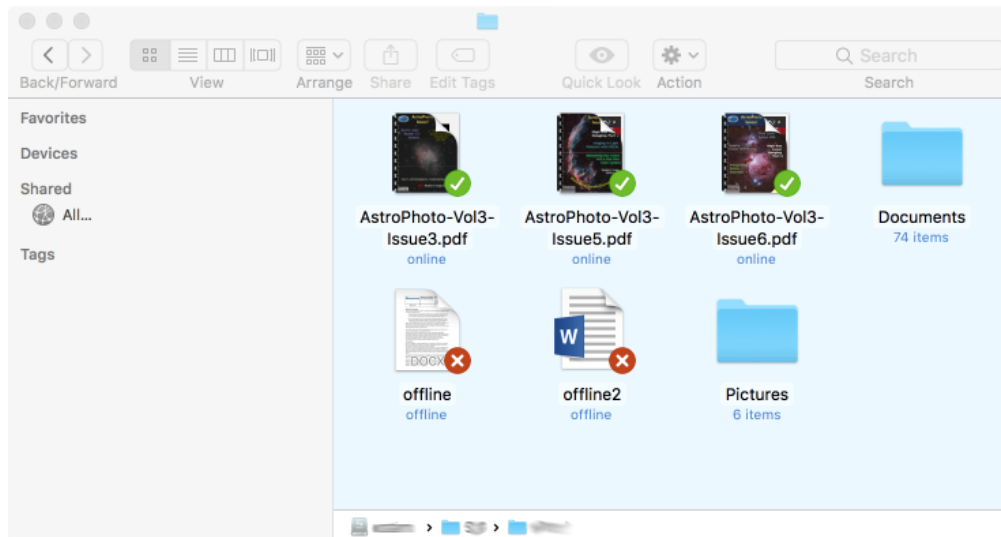 Search
Back/Forward View Arrange Share Edit Tags Quick Look Action Search
Favorites
Devices
Shared
All...
Tags
AstroPhoto-Vol3-Issue3.pdf
online
AstroPhoto-Vol3-Issue5.pdf
online
AstroPhoto-Vol3-Issue6.pdf
online
Documents
74 items
DOCX
offline
offline
W
offline2
offline
Pictures
6 items